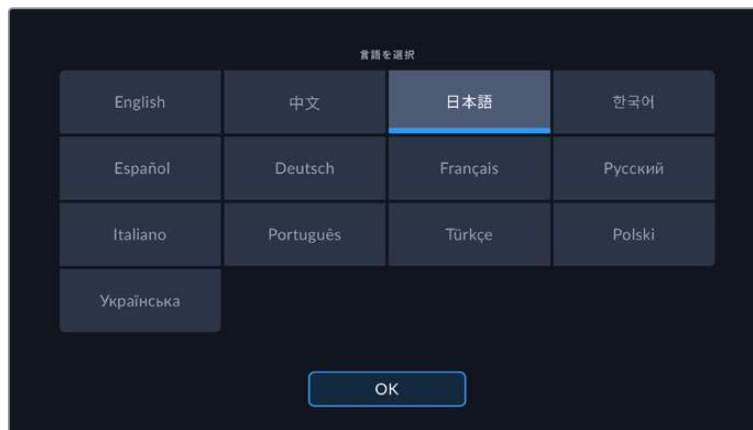 言語を選択
English 中文 日本語 한국어
Español Deutsch Français Русский
Italiano Português Türkçe Polski
Українська
OK